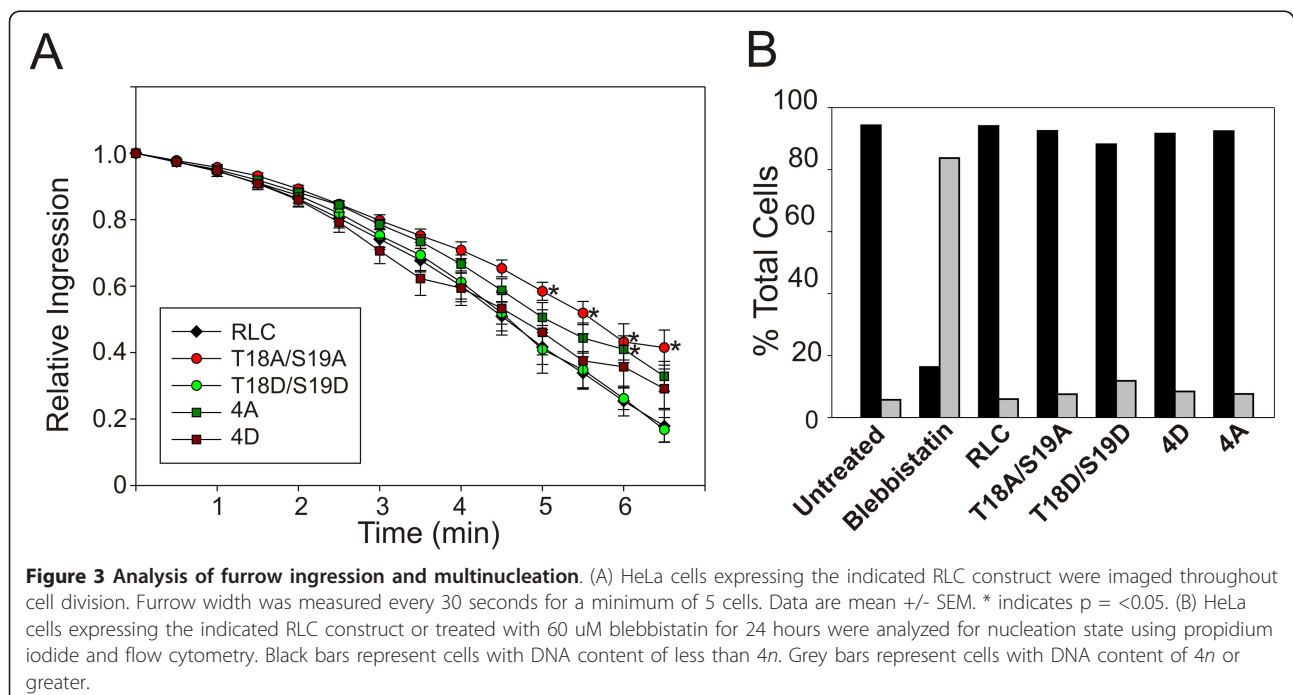 A
B
1.0
0.8
0.6
0.4
0.2
0
Relative Ingression
RLC
T18A/S19A
T18D/S19D
4A
4D
*
*
*
*
*
1 2 3 4 5 6
Time (min)
100
80
60
40
20
0
% Total Cells
Untreated
Blebbistatin
RLC
T18A/S19A
T18D/S19D
4D
4A
Figure 3 Analysis of furrow ingression and multinucleation. (A) HeLa cells expressing the indicated RLC construct were imaged throughout
cell division. Furrow width was measured every 30 seconds for a minimum of 5 cells. Data are mean +/- SEM. * indicates p = <0.05. (B) HeLa
cells expressing the indicated RLC construct or treated with 60 uM blebbistatin for 24 hours were analyzed for nucleation state using propidium
iodide and flow cytometry. Black bars represent cells with DNA content of less than 4n. Grey bars represent cells with DNA content of 4n or
greater.